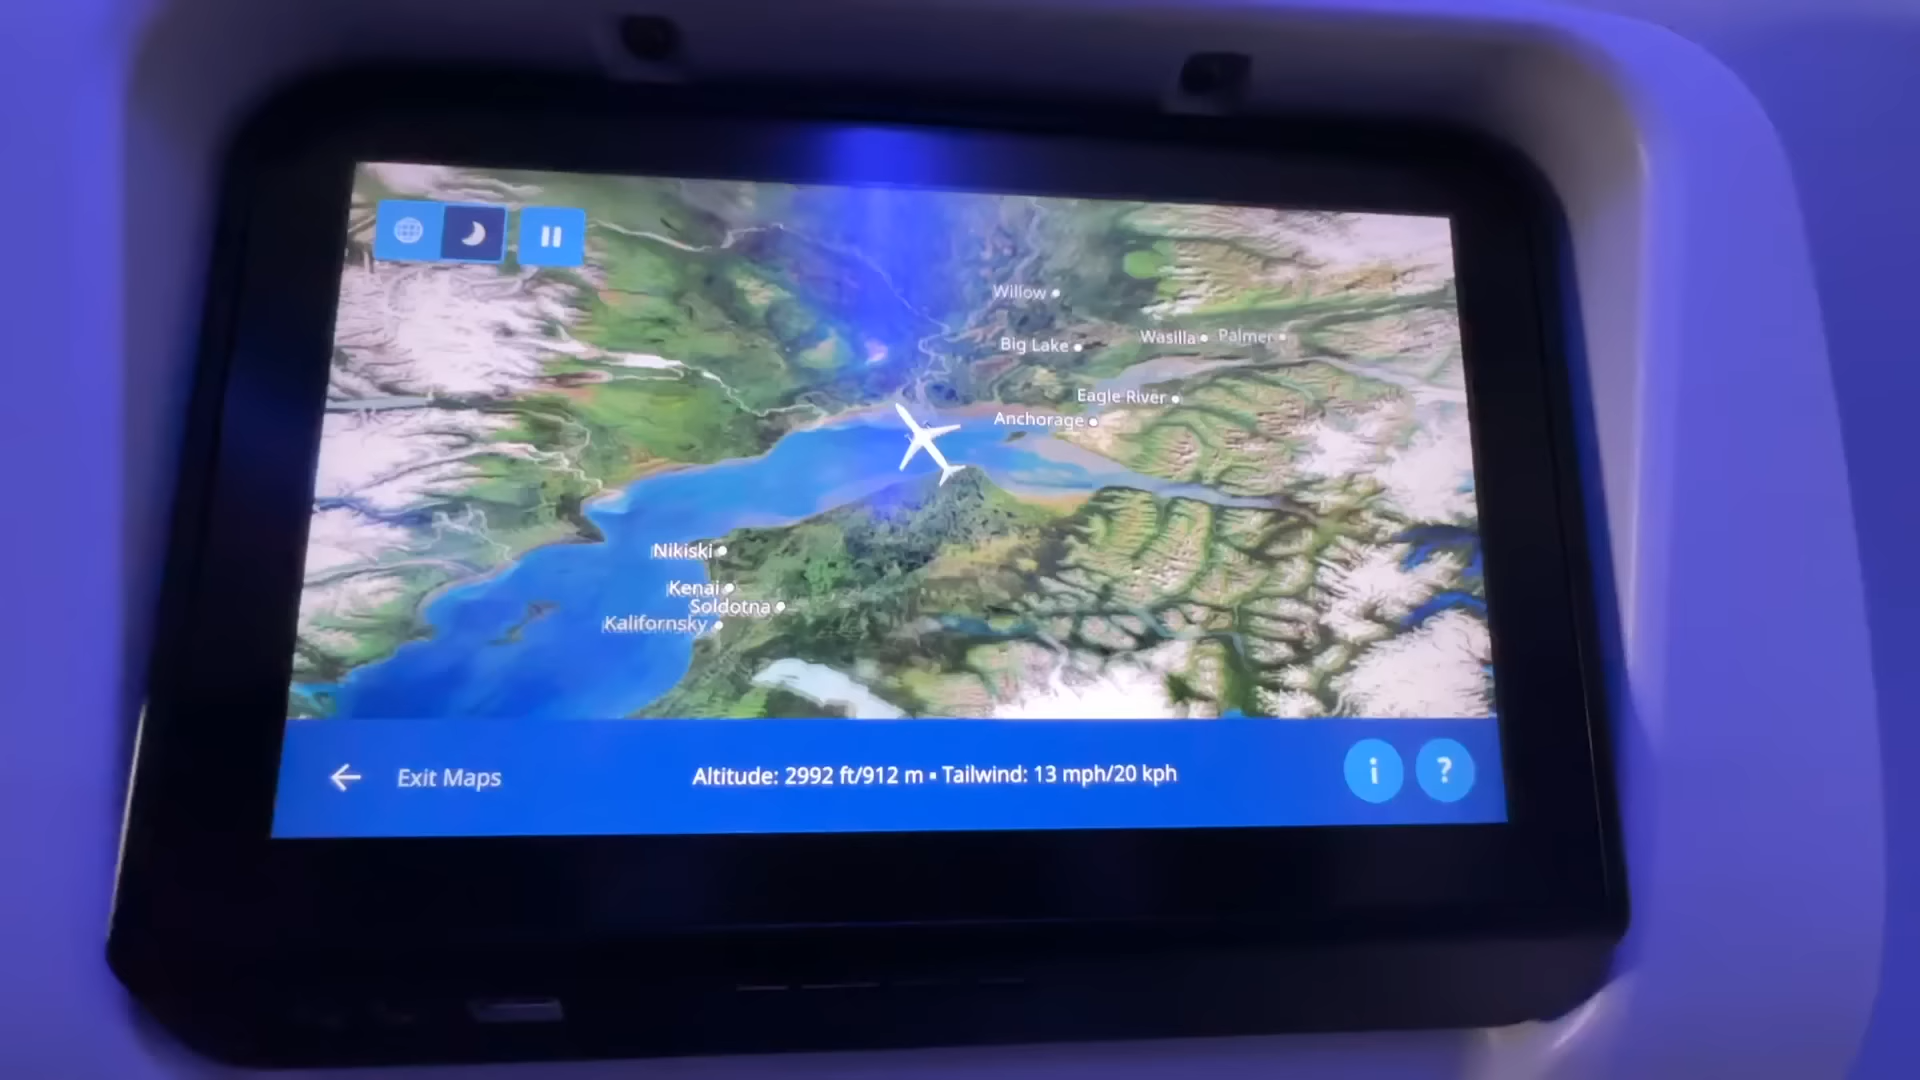 Willow
Big Lake
Wasilla
Palmer
Eagle River
Anchorage
Nikiski
Kenai
Soldotna
Kalifornsky
Exit Maps
Altitude: 2992 ft/912 m ▪ Tailwind: 13 mph/20 kph
i
?